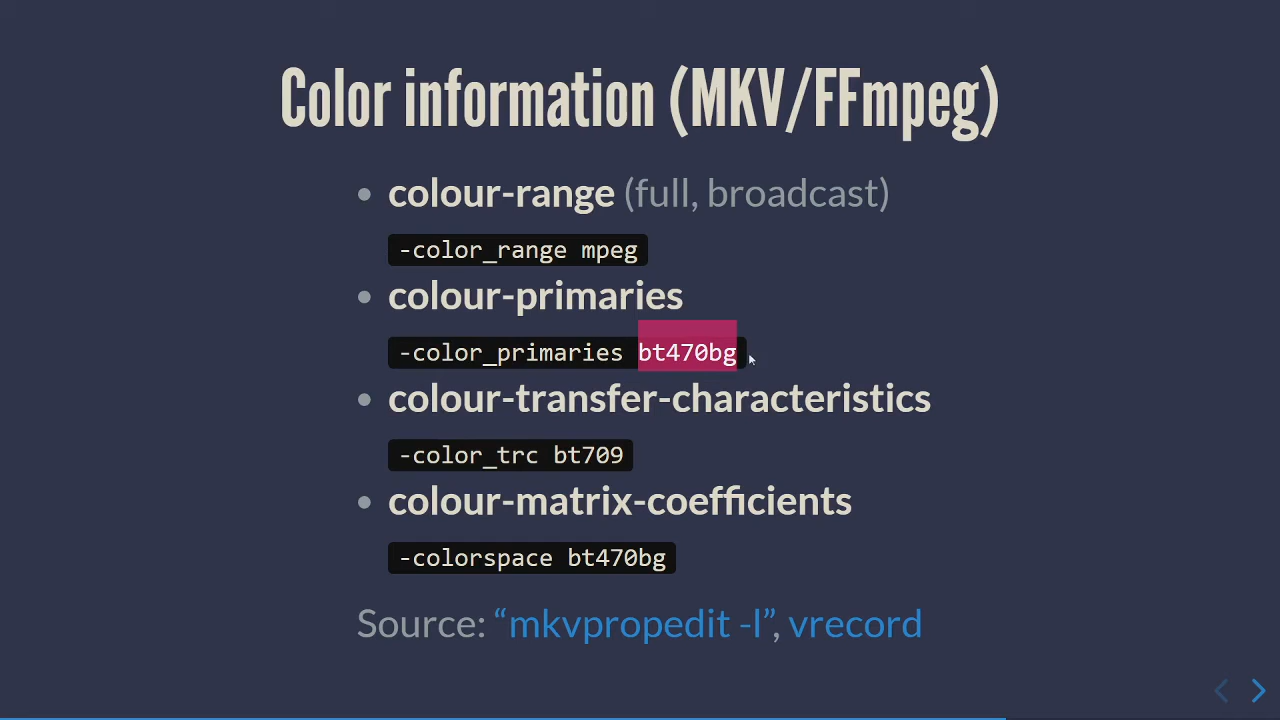 Color information (MKV/FFmpeg)
colour-range (full, broadcast)
-color_range mpeg
colour-primaries
-color_primaries bt470bg
colour-transfer-characteristics
-color_trc bt709
colour-matrix-coefficients
-colorspace bt470bg
Source: “mkvpropedit -l”, vrecord